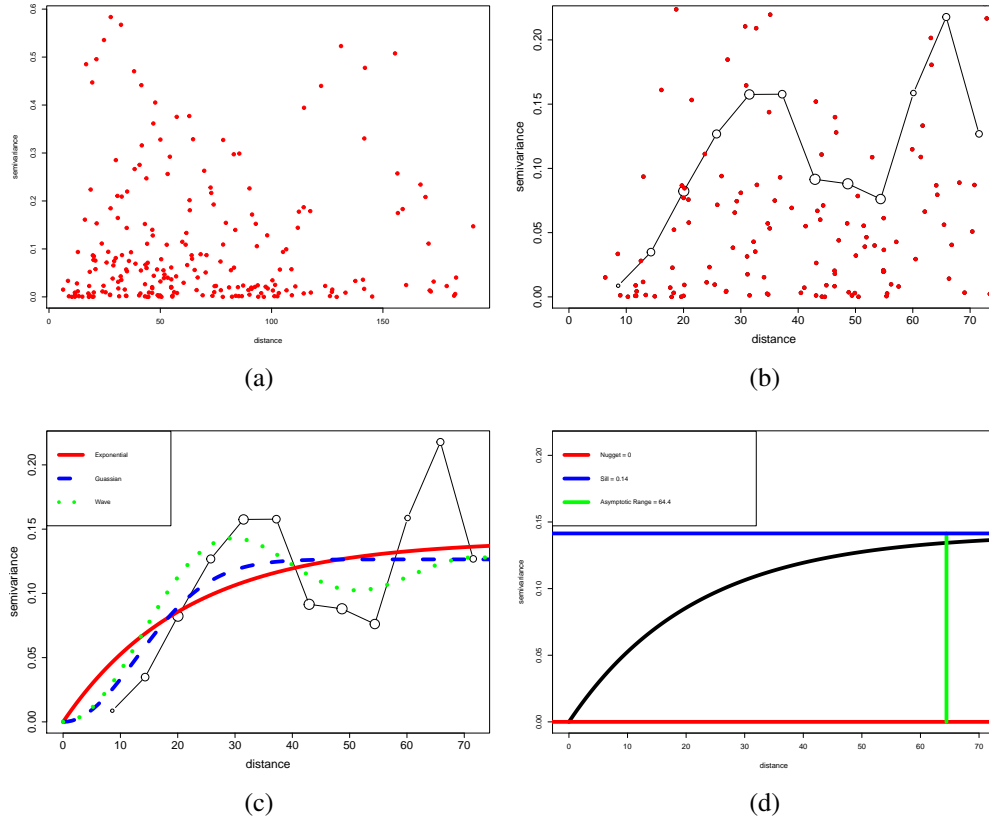 semivariance
0.0 0.1 0.2 0.3 0.4 0.5 0.6
0 50 100 150
distance
(a)
semivariance
0.00 0.05 0.10 0.15 0.20
0 10 20 30 40 50 60 70
distance
(b)
Exponential
Guassian
Wave
semivariance
0.00 0.05 0.10 0.15 0.20
0 10 20 30 40 50 60 70
distance
(c)
Nugget = 0
Sill = 0.14
Asymptotic Range = 64.4
semivariance
0.00 0.05 0.10 0.15 0.20
0 10 20 30 40 50 60 70
distance
(d)